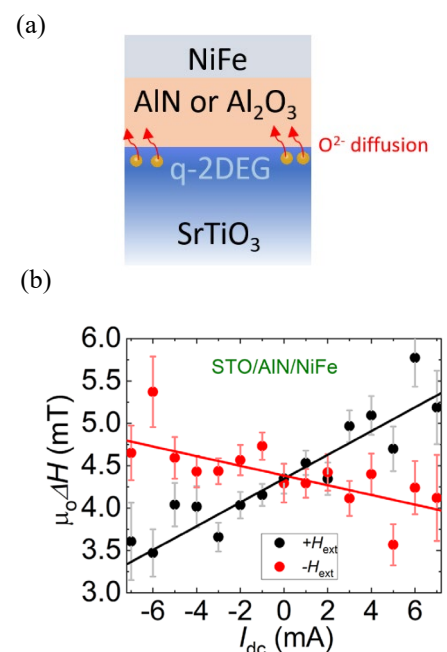 (a)
NiFe
AlN or Al₂O₃
O²⁻ diffusion
q-2DEG
SrTiO₃
(b)
6.0
STO/AlN/NiFe
5.5
5.0
4.5
4.0
3.5
3.0
μ₀ΔH (mT)
+Hext
-Hext
-6 -4 -2 0 2 4 6
Idc (mA)